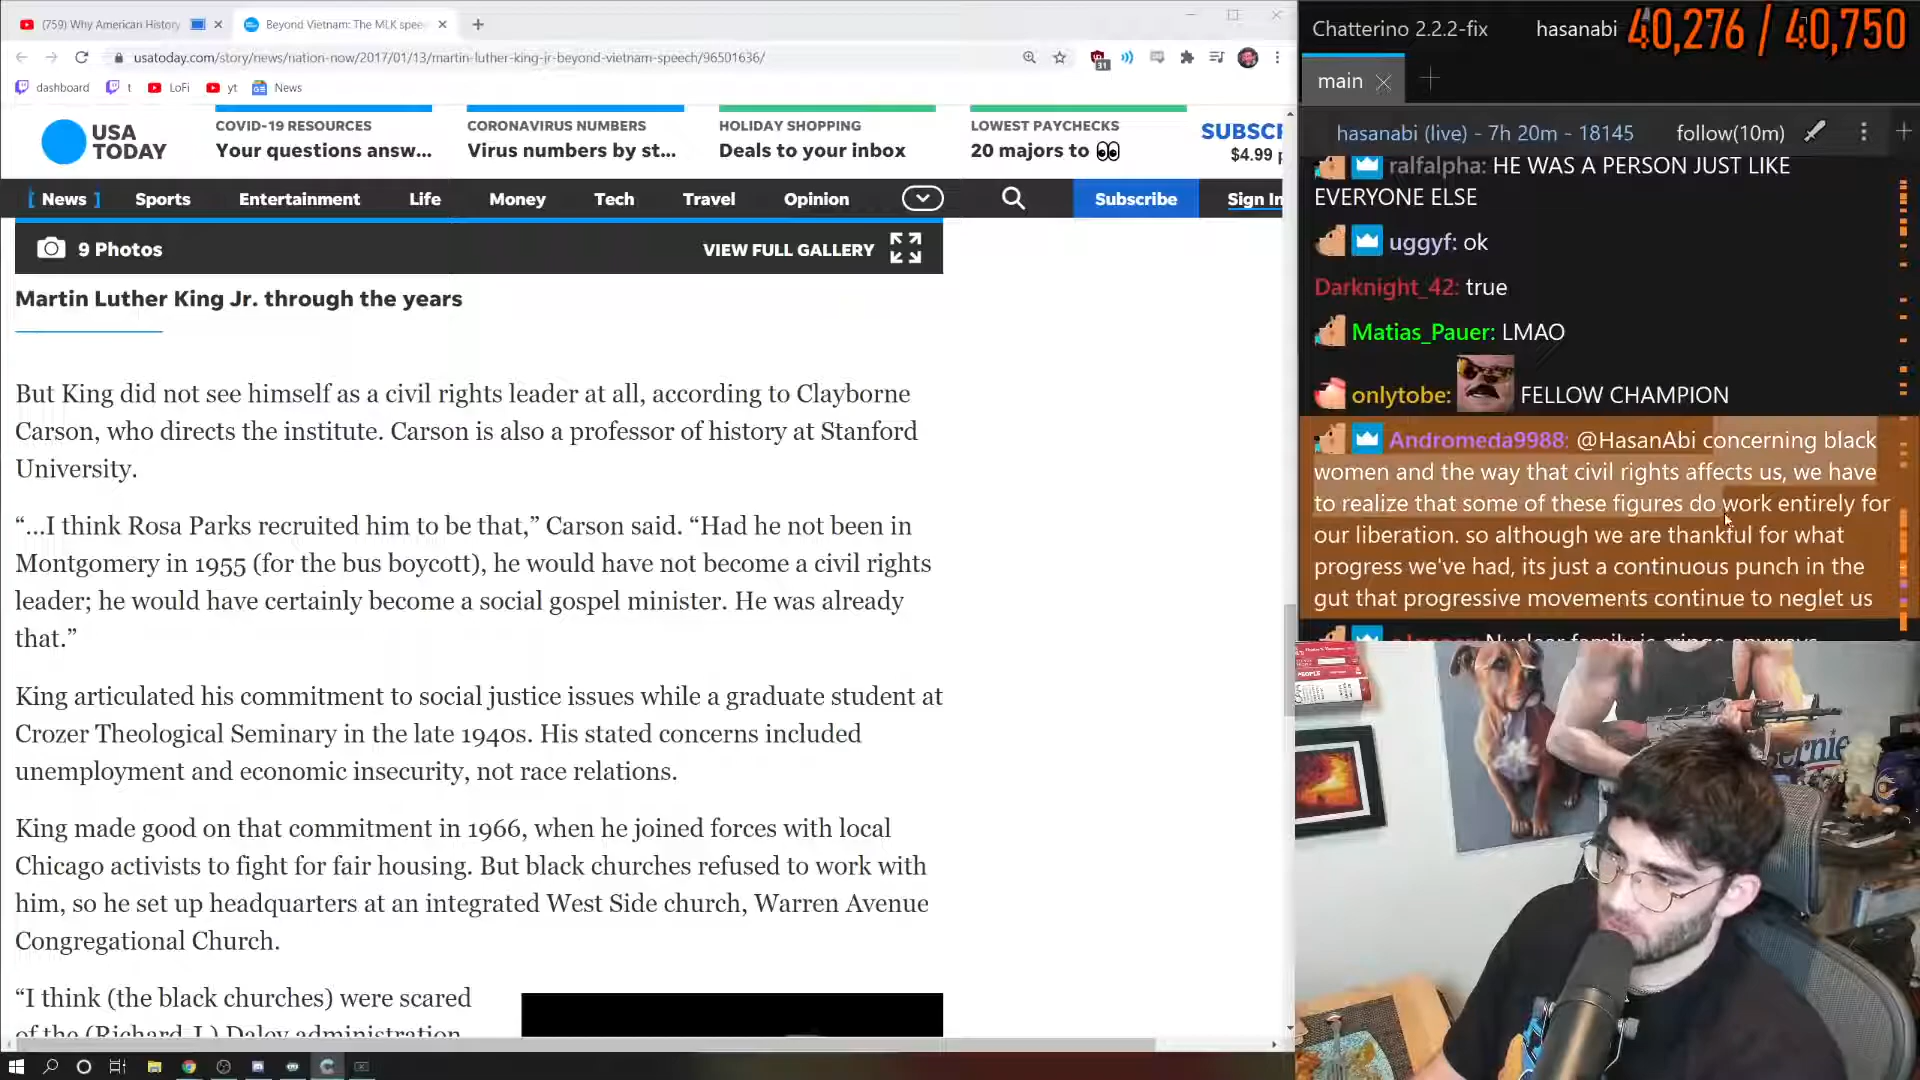 (759) Why American History
Beyond Vietnam: The MLK spee
usatoday.com/story/news/nation-now/2017/01/13/martin-luther-king-jr-beyond-vietnam-speech/96501636/
31
dashboard
t
LoFi
yt
News
USA
TODAY
COVID-19 RESOURCES
Your questions answ...
CORONAVIRUS NUMBERS
Virus numbers by st...
HOLIDAY SHOPPING
Deals to your inbox
LOWEST PAYCHECKS
20 majors to 👀
SUBSC
$4.99
[ News ]
Sports
Entertainment
Life
Money
Tech
Travel
Opinion
Subscribe
Sign In
9 Photos
VIEW FULL GALLERY
Martin Luther King Jr. through the years
But King did not see himself as a civil rights leader at all, according to Clayborne
Carson, who directs the institute. Carson is also a professor of history at Stanford
University.
“…I think Rosa Parks recruited him to be that,” Carson said. “Had he not been in
Montgomery in 1955 (for the bus boycott), he would have not become a civil rights
leader; he would have certainly become a social gospel minister. He was already
that.”
King articulated his commitment to social justice issues while a graduate student at
Crozer Theological Seminary in the late 1940s. His stated concerns included
unemployment and economic insecurity, not race relations.
King made good on that commitment in 1966, when he joined forces with local
Chicago activists to fight for fair housing. But black churches refused to work with
him, so he set up headquarters at an integrated West Side church, Warren Avenue
Congregational Church.
“I think (the black churches) were scared
of the (Richard J.) Daley administration
Chatterino 2.2.2-fix
hasanabi
40,276 / 40,750
main
hasanabi (live) - 7h 20m - 18145
follow(10m)
ralfalpha: HE WAS A PERSON JUST LIKE
EVERYONE ELSE
uggyf: ok
Darknight_42: true
Matias_Pauer: LMAO
onlytobe: FELLOW CHAMPION
Andromeda9988: @HasanAbi concerning black
women and the way that civil rights affects us, we have
to realize that some of these figures do work entirely for
our liberation. so although we are thankful for what
progress we've had, its just a continuous punch in the
gut that progressive movements continue to neglet us
Nuclear family is cringe anyways
Bernie